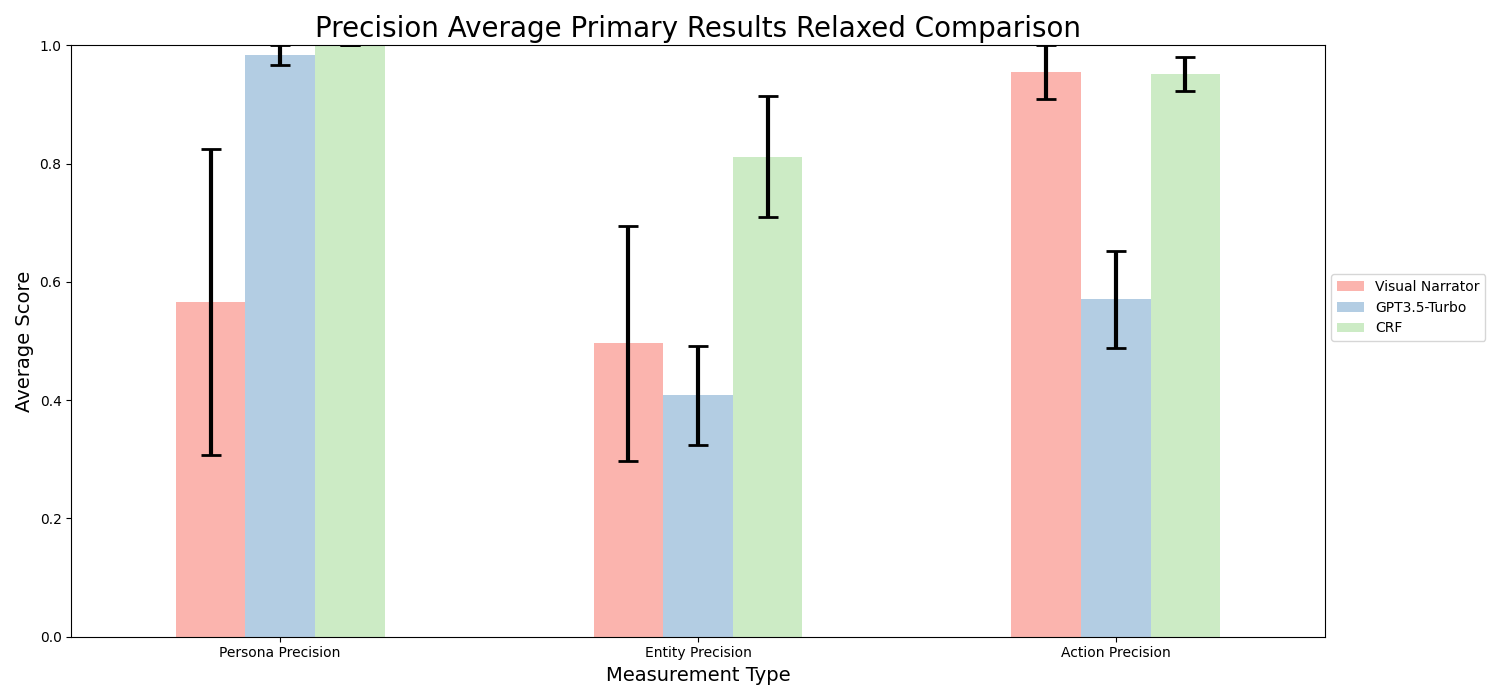 Precision Average Primary Results Relaxed Comparison
1.0
0.8
0.6
0.4
0.2
0.0
Average Score
Persona Precision
Entity Precision
Action Precision
Measurement Type
Visual Narrator
GPT3.5-Turbo
CRF